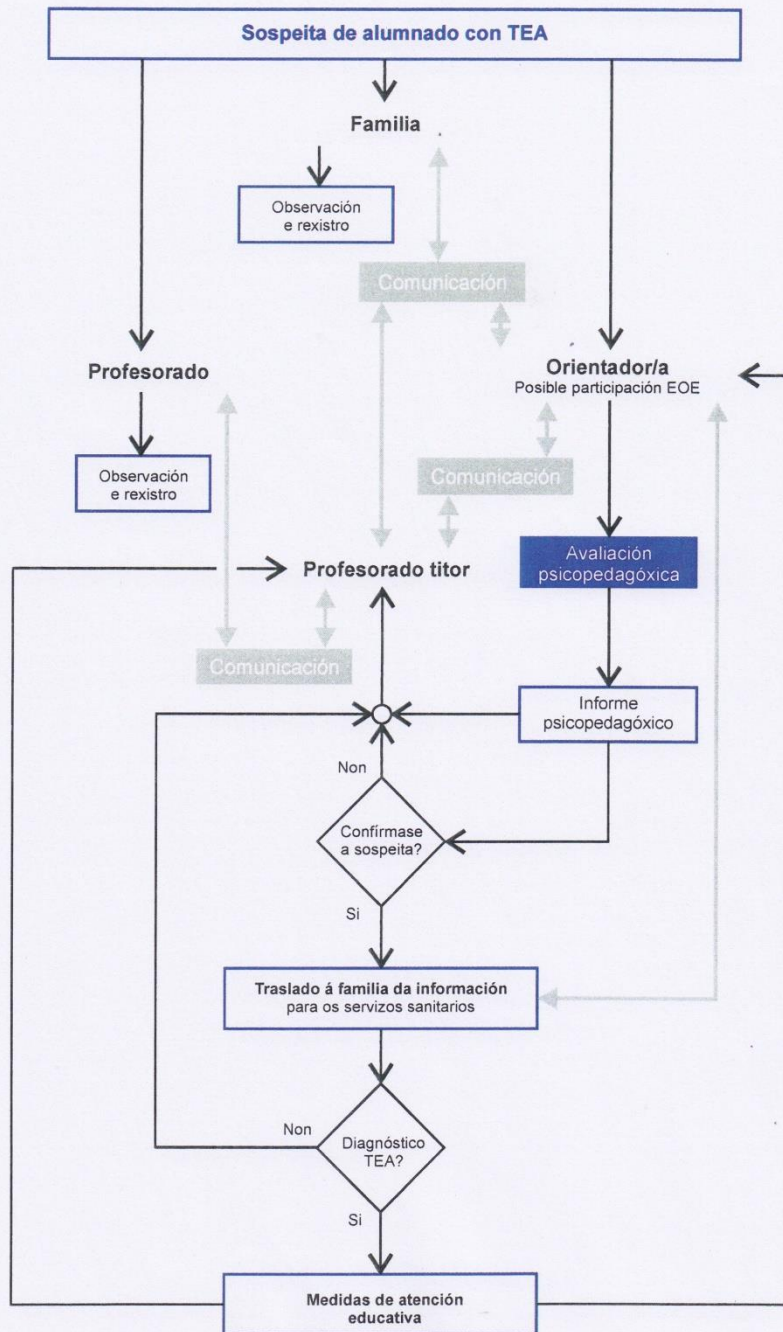 Sospeita de alumnado con TEA
Familia
Observación
e rexistro
Comunicación
Profesorado
Orientador/a
Posible participación EOE
Observación
e rexistro
Comunicación
Profesorado titor
Avaliación
psicopedagóxica
Comunicación
Informe
psicopedagóxico
Non
Confírmase
a sospeita?
Si
Traslado á familia da información
para os servizos sanitarios
Non
Diagnóstico
TEA?
Si
Medidas de atención
educativa